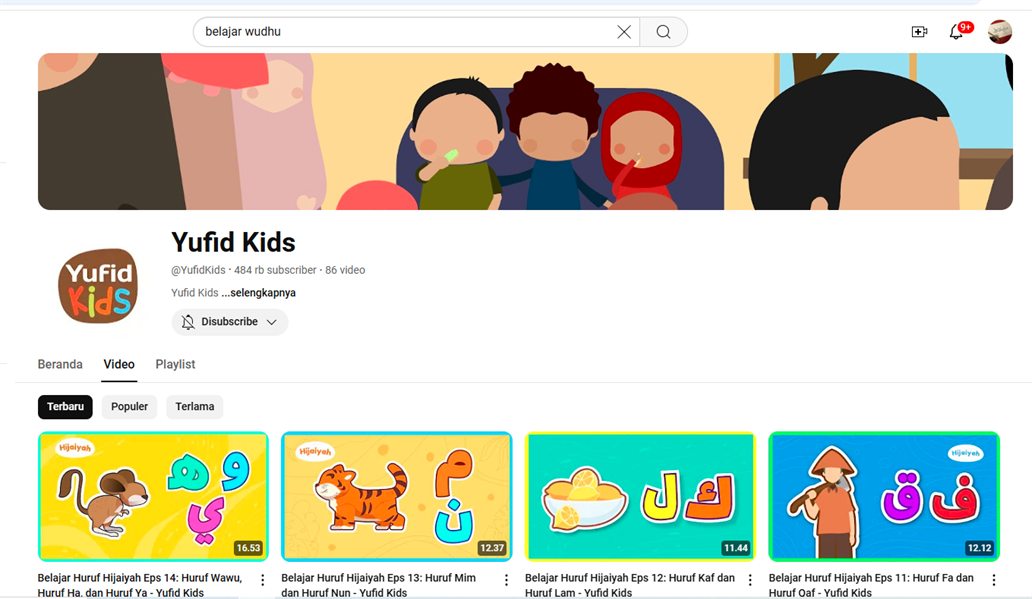 belajar wudhu
9+
Yufid Kids
@YufidKids · 484 rb subscriber · 86 video
Yufid Kids ...selengkapnya
Disubscribe
Yufid
Kids
Beranda Video Playlist
Terbaru Populer Terlama
Hijaiyah
و
هـ
ي
16.53
Hijaiyah
م
ن
12.37
ك
ل
11.44
Hijaiyah
ف
ق
12.12
Belajar Huruf Hijaiyah Eps 14: Huruf Wawu,
Huruf Ha, dan Huruf Ya - Yufid Kids
Belajar Huruf Hijaiyah Eps 13: Huruf Mim
dan Huruf Nun - Yufid Kids
Belajar Huruf Hijaiyah Eps 12: Huruf Kaf dan
Huruf Lam - Yufid Kids
Belajar Huruf Hijaiyah Eps 11: Huruf Fa dan
Huruf Qaf - Yufid Kids